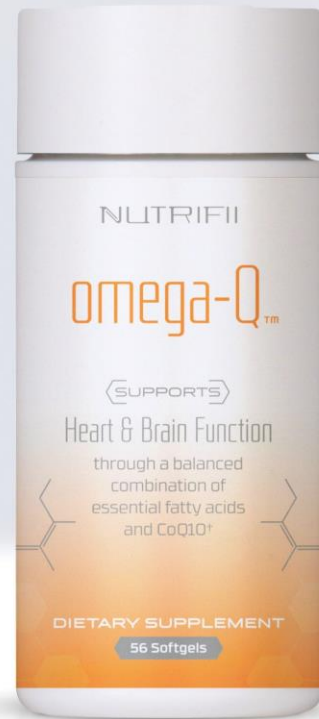 NUTRIFII
omega-Q™
SUPPORTS
Heart & Brain Function
through a balanced
combination of
essential fatty acids
and CoQ10†
DIETARY SUPPLEMENT
56 Softgels